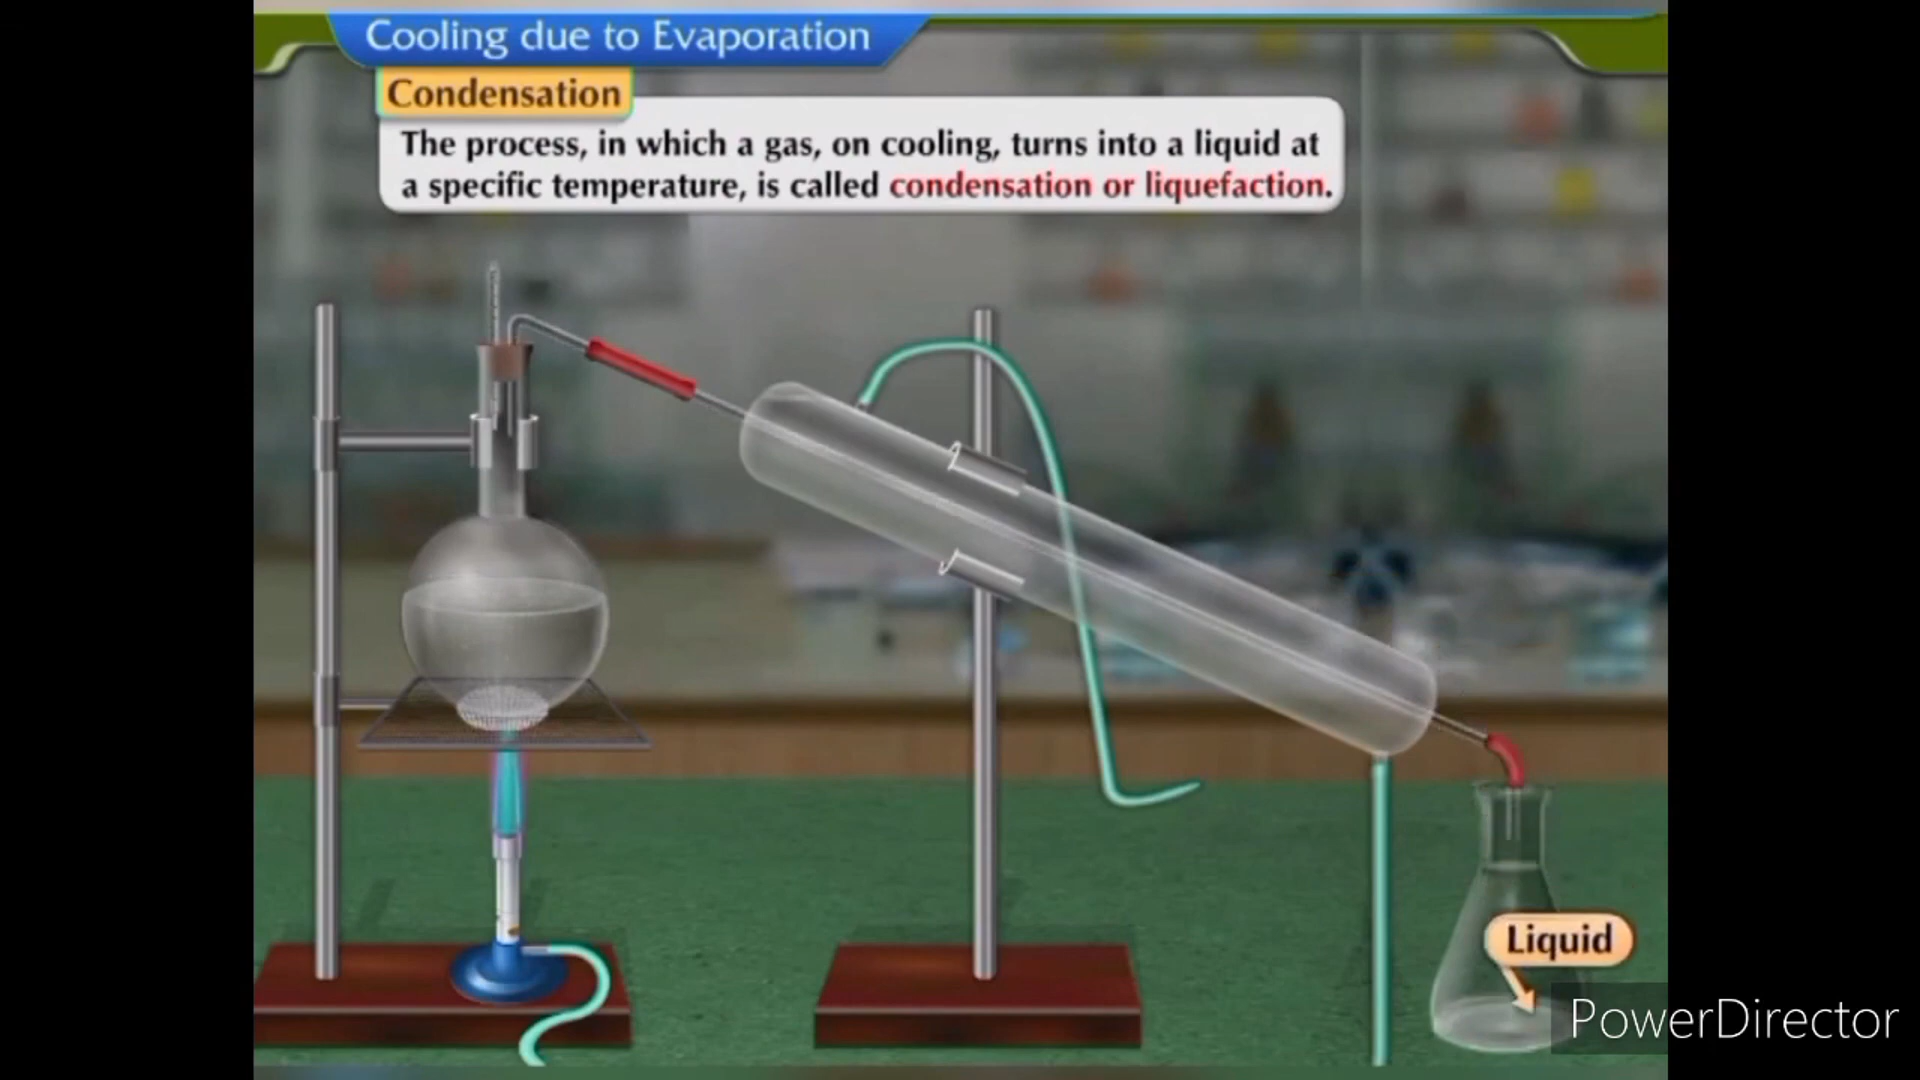 Cooling due to Evaporation
Condensation
The process, in which a gas, on cooling, turns into a liquid at
a specific temperature, is called condensation or liquefaction.
Liquid
PowerDirector